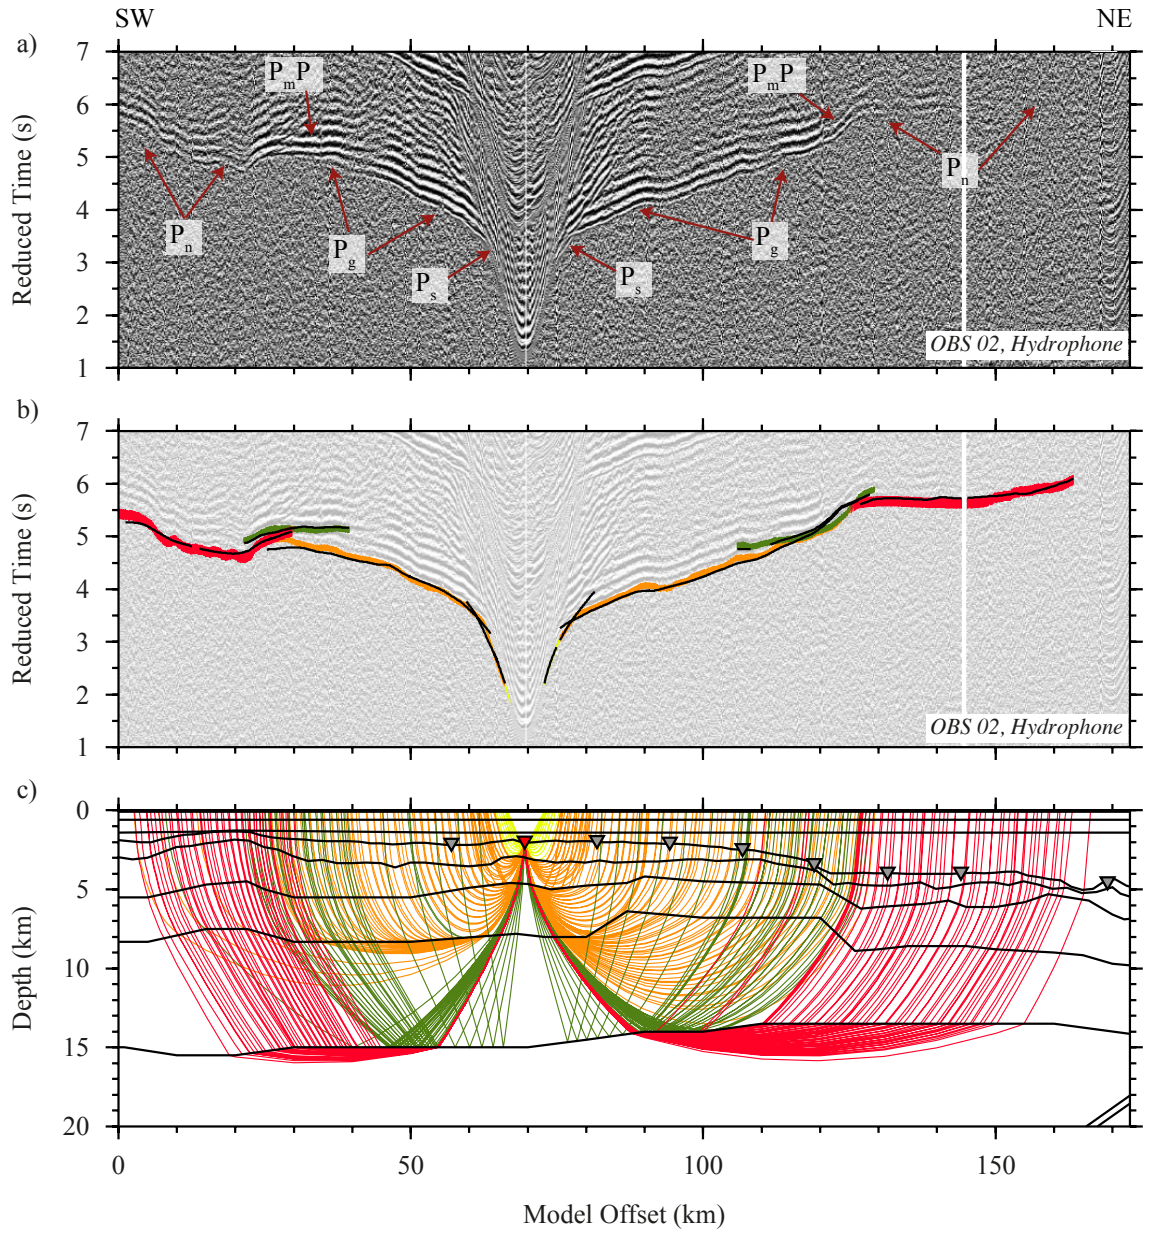 SW
NE
a)
7
6
5
4
3
2
1
Reduced Time (s)
PmP
PmP
Pn
Pg
Ps
Ps
Pg
Pn
OBS 02, Hydrophone
b)
7
6
5
4
3
2
1
Reduced Time (s)
OBS 02, Hydrophone
c)
0
5
10
15
20
Depth (km)
0
50
100
150
Model Offset (km)